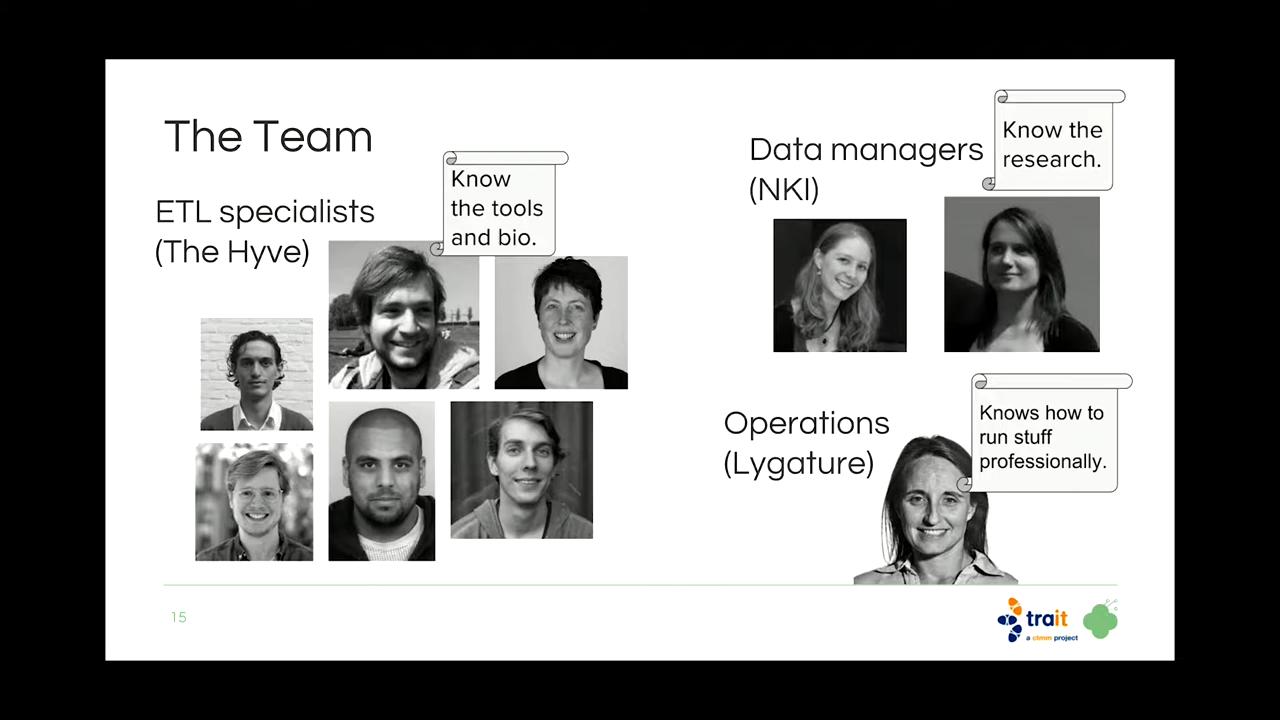 The Team
ETL specialists
(The Hyve)
Know
the tools
and bio.
Data managers
(NKI)
Know the
research.
Operations
(Lygature)
Knows how to
run stuff
professionally.
15
trait
a ctmm project